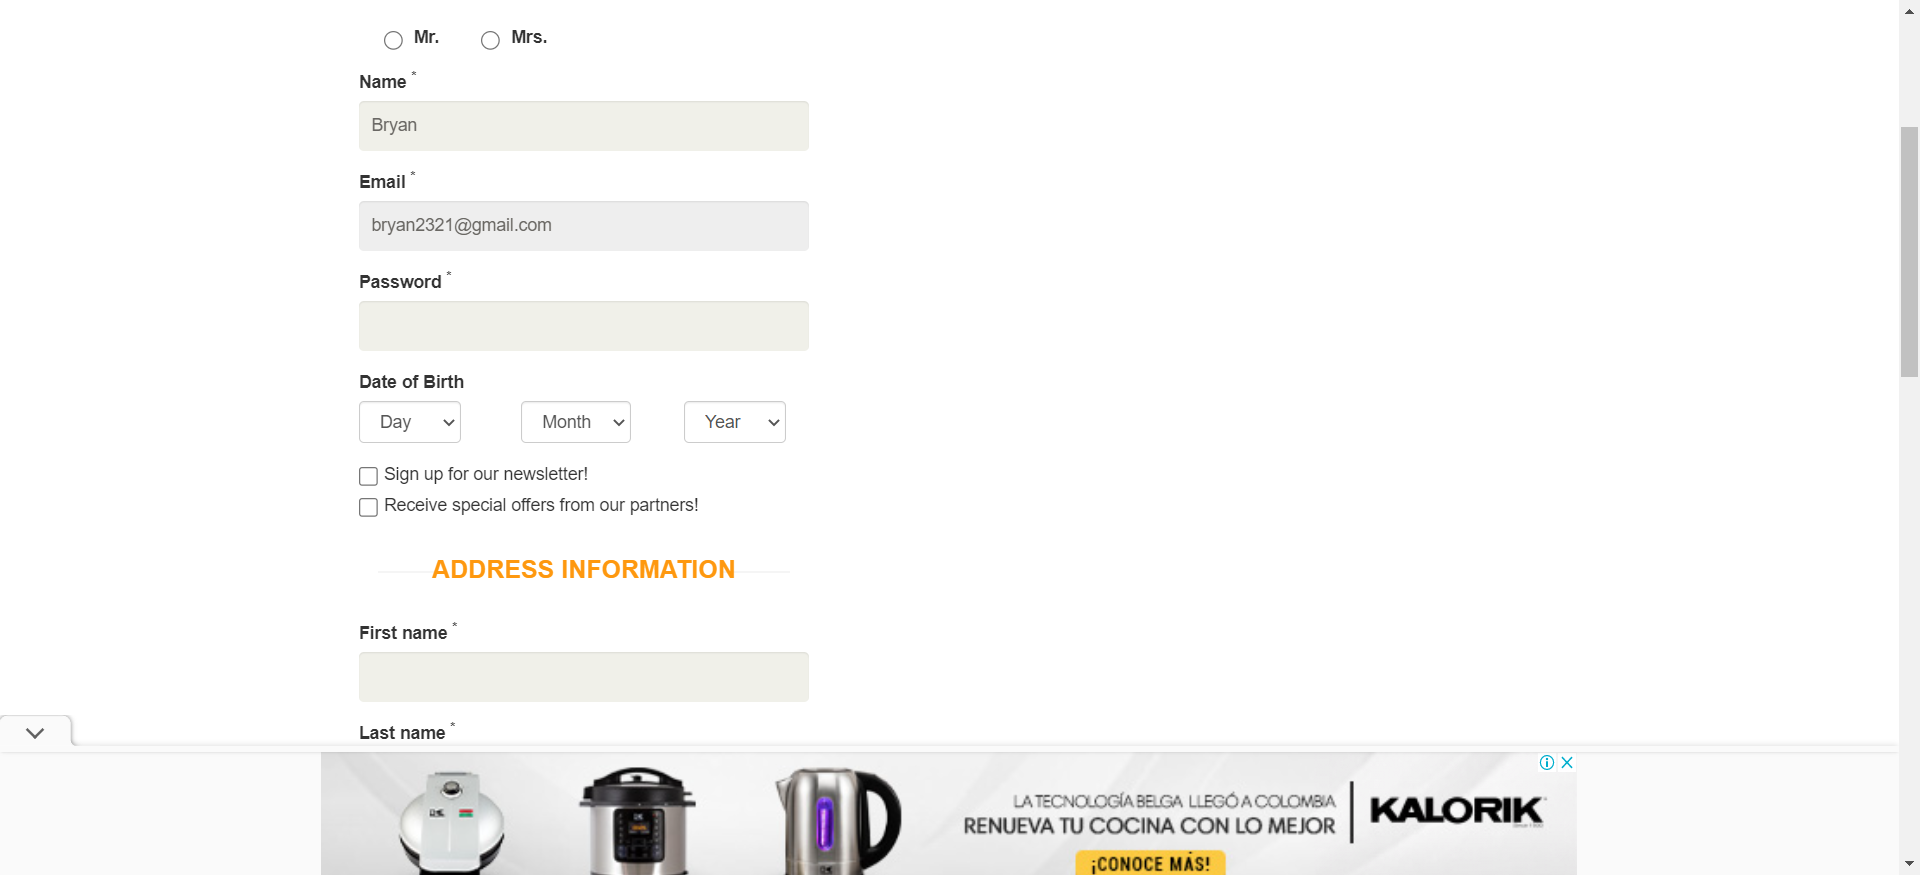 Mr. Mrs.
Name *
Bryan
Email *
bryan2321@gmail.com
Password *
Date of Birth
Day Month Year
Sign up for our newsletter!
Receive special offers from our partners!
ADDRESS INFORMATION
First name *
Last name *
LA TECNOLOGÍA BELGA LLEGÓ A COLOMBIA
RENUEVA TU COCINA CON LO MEJOR
KALORIK
¡CONOCE MÁS!